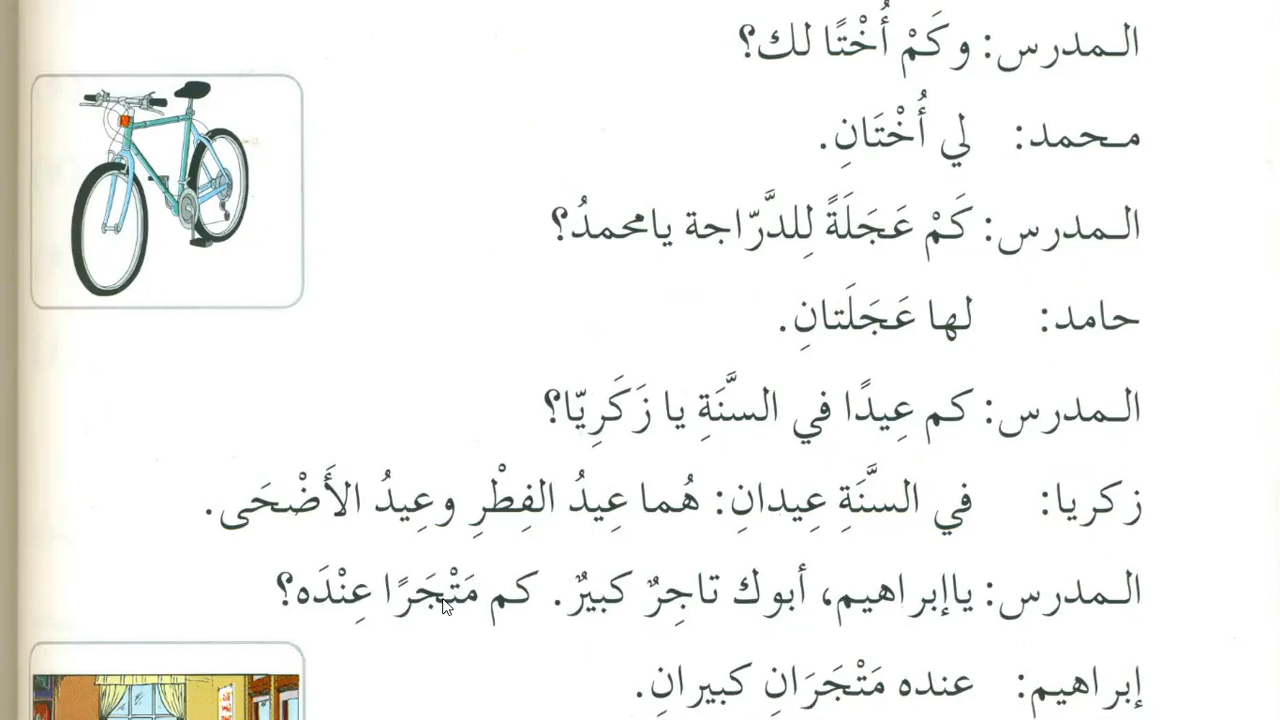 المدرس: وكَمْ أُخْتًا لك؟
محمد: لي أُخْتَانِ.
المدرس: كَمْ عَجَلَةً لِلدَّرّاجة يامحمدُ؟
حامد: لها عَجَلَتانِ.
المدرس: كم عِيدًا في السَّنَةِ يا زَكَرِيّا؟
زكريا: في السَّنَةِ عِيدانِ: هُما عِيدُ الفِطْرِ وعِيدُ الأَضْحَى.
المدرس: ياإبراهيم، أبوك تاجِرٌ كبيرٌ. كم مَتْجَرًا عِنْدَه؟
إبراهيم: عنده مَتْجَرَانِ كبيرانِ.